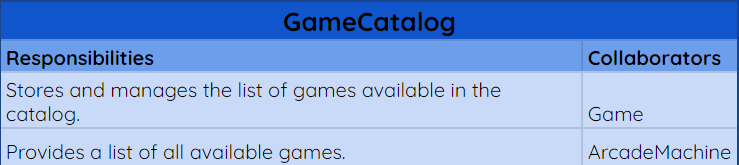 GameCatalog
Responsibilities Collaborators
Stores and manages the list of games available in the
catalog. Game
Provides a list of all available games. ArcadeMachine